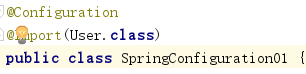 @Configuration
@Import(User.class)
public class SpringConfiguration01 {